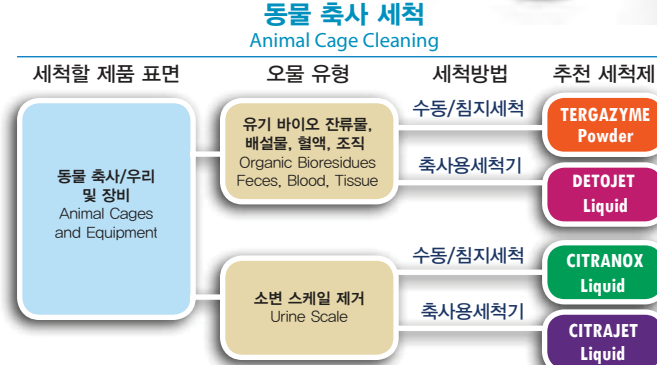 동물 축사 세척
Animal Cage Cleaning
세척할 제품 표면
오물 유형
세척방법
추천 세척제
동물 축사/우리
및 장비
Animal Cages
and Equipment
유기 바이오 잔류물,
배설물, 혈액, 조직
Organic Bioresidues
Feces, Blood, Tissue
수동/침지세척
TERGAZYME
Powder
축사용세척기
DETOJET
Liquid
소변 스케일 제거
Urine Scale
수동/침지세척
CITRANOX
Liquid
축사용세척기
CITRAJET
Liquid